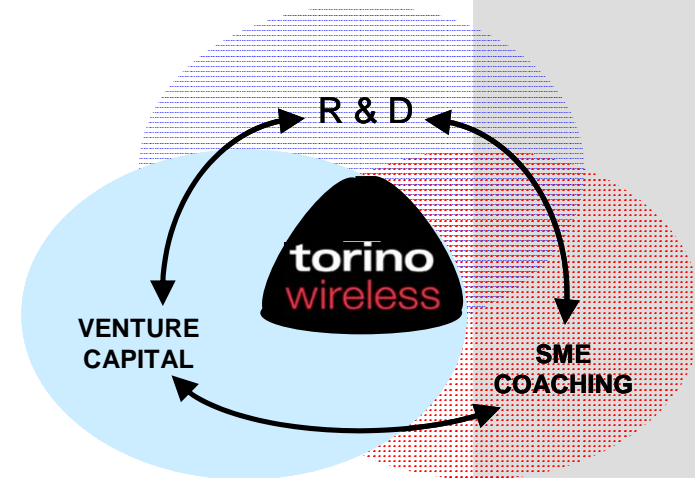 R & D
torino
wireless
VENTURE
CAPITAL
SME
COACHING